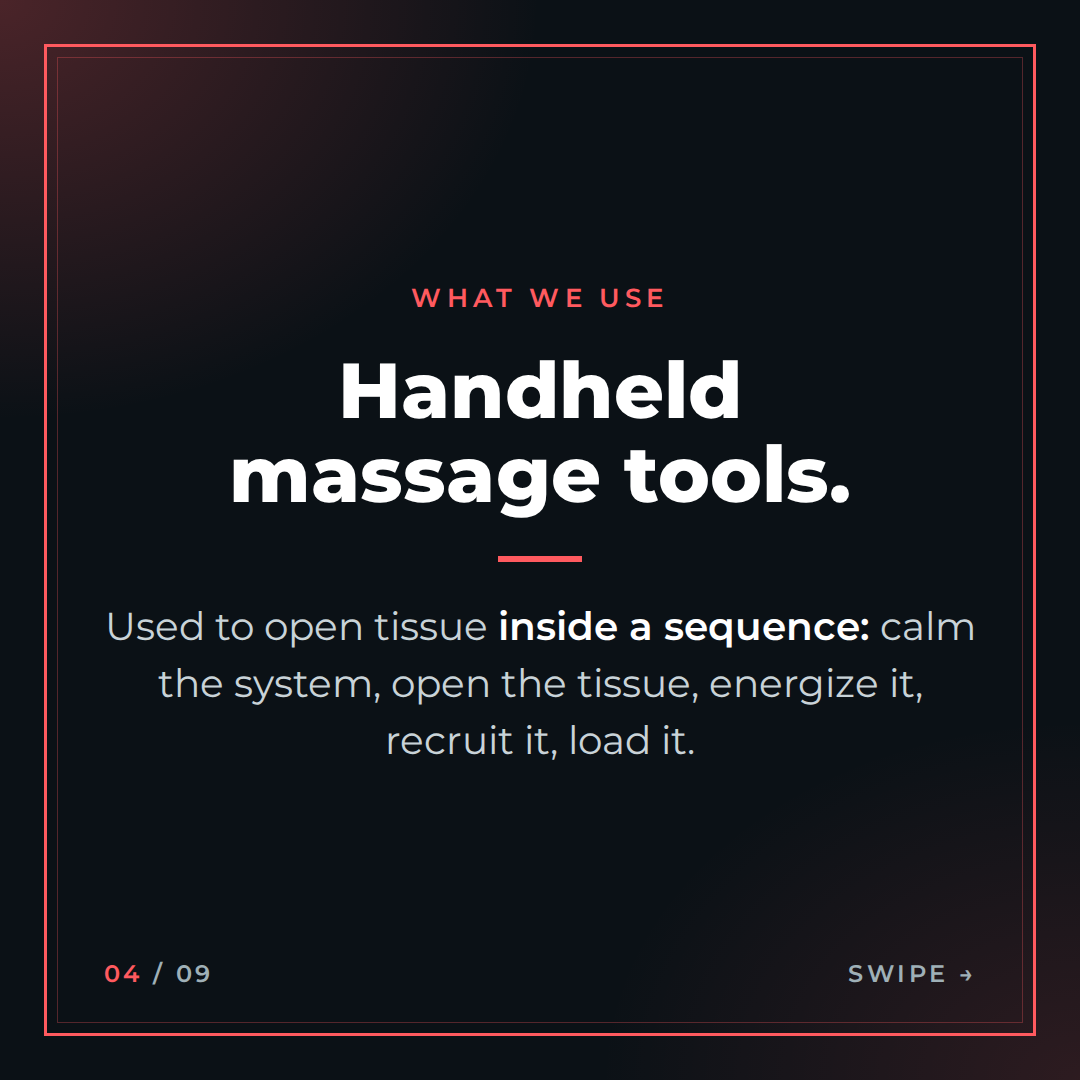 WHAT WE USE
Handheld
massage tools.
Used to open tissue inside a sequence: calm
the system, open the tissue, energize it,
recruit it, load it.
04 / 09
SWIPE →